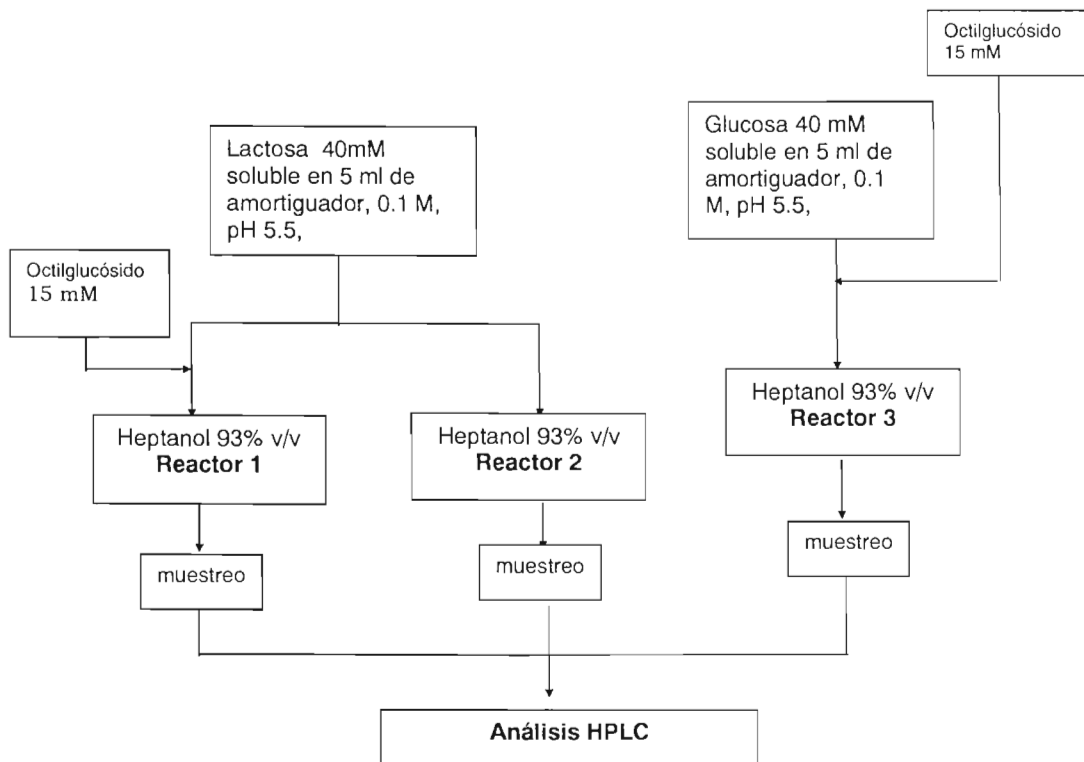 Octilglucósido
15 mM
Glucosa 40 mM
soluble en 5 ml de
amortiguador, 0.1
M, pH 5.5,
Lactosa 40mM
soluble en 5 ml de
amortiguador, 0.1 M,
pH 5.5,
Octilglucósido
15 mM
Heptanol 93% v/v
Reactor 1
Heptanol 93% v/v
Reactor 2
Heptanol 93% v/v
Reactor 3
muestreo
muestreo
muestreo
Análisis HPLC